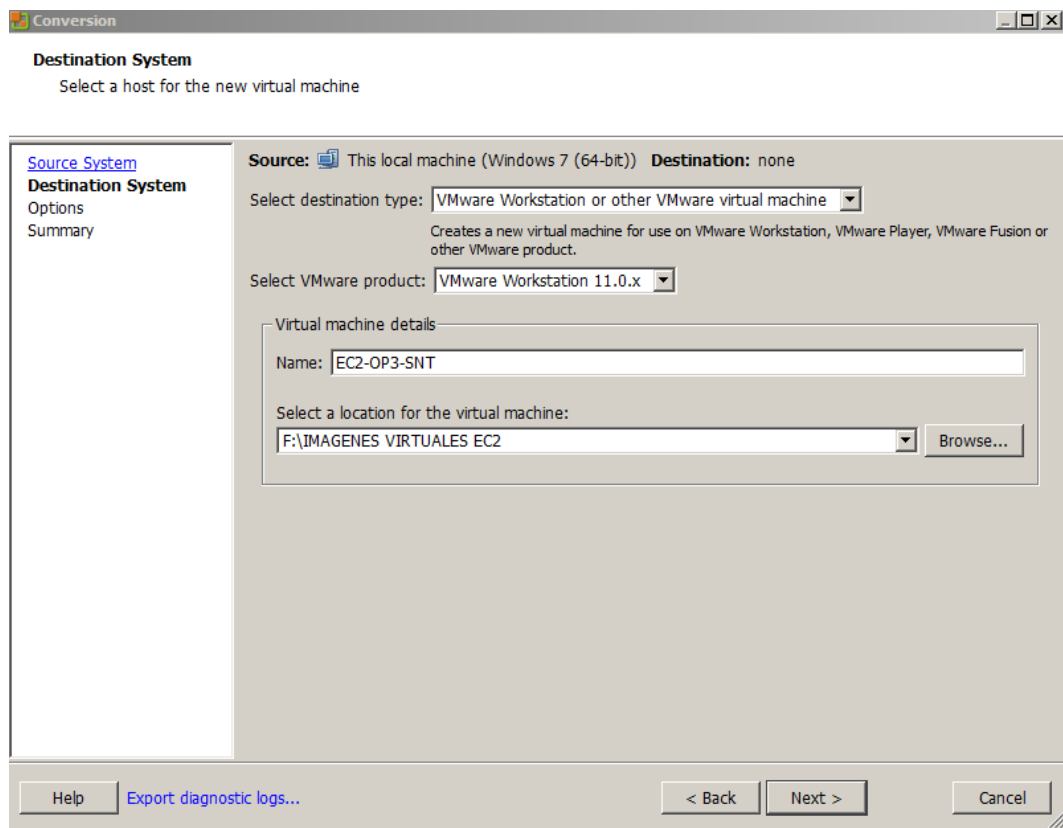 Conversion
Destination System
Select a host for the new virtual machine
Source System
Destination System
Options
Summary
Source: This local machine (Windows 7 (64-bit)) Destination: none
Select destination type: VMware Workstation or other VMware virtual machine
Creates a new virtual machine for use on VMware Workstation, VMware Player, VMware Fusion or
other VMware product.
Select VMware product: VMware Workstation 11.0.x
Virtual machine details
Name: EC2-OP3-SNT
Select a location for the virtual machine:
F:\IMAGENES VIRTUALES EC2
Browse...
Help
Export diagnostic logs...
< Back
Next >
Cancel